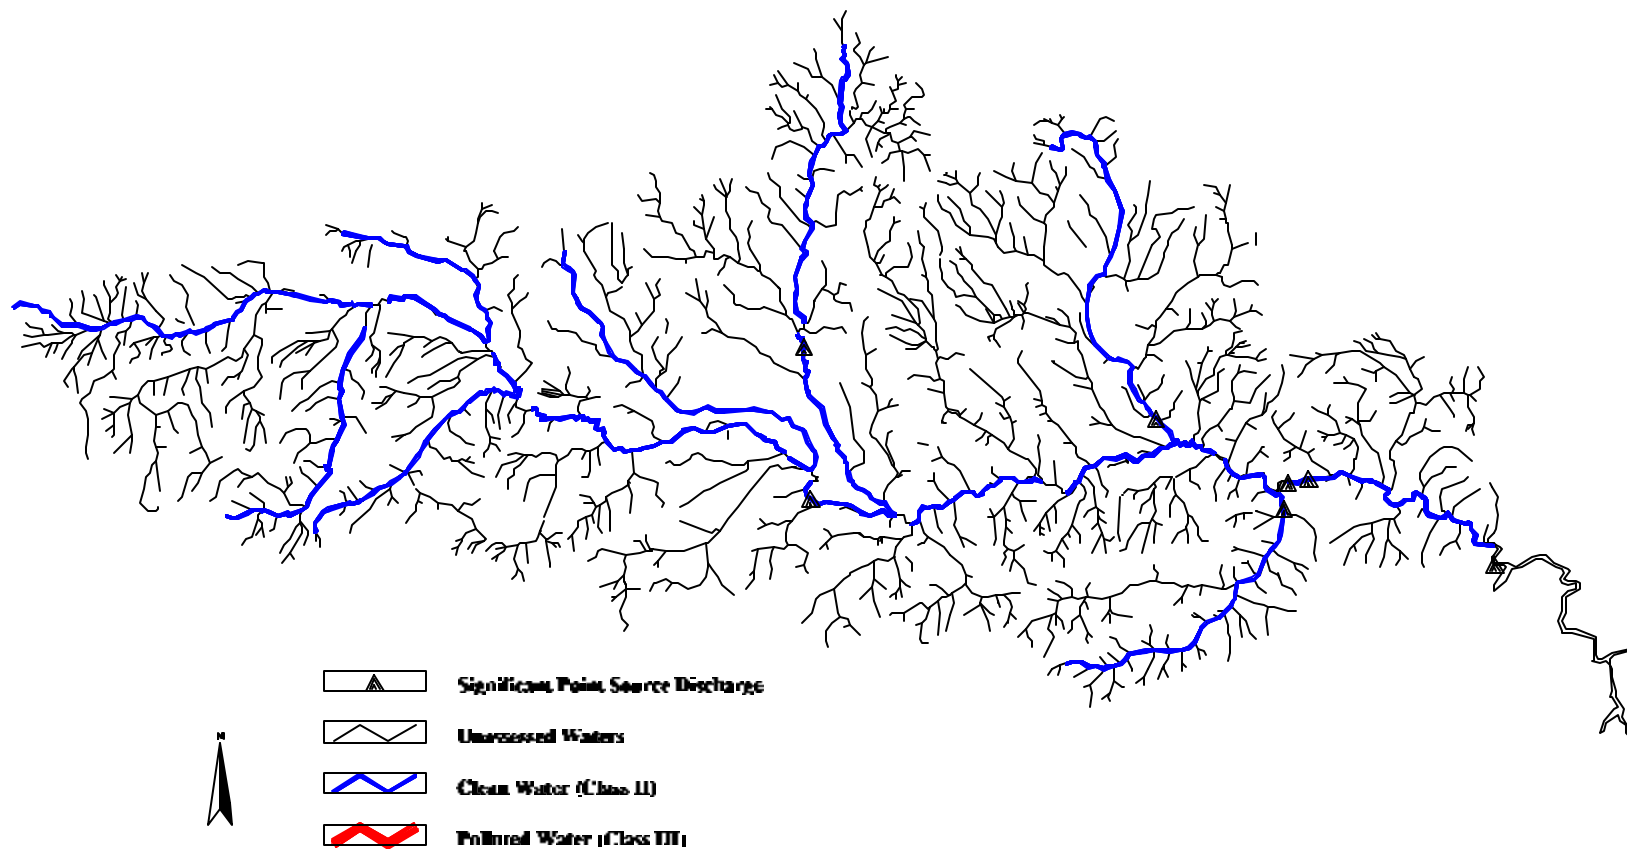 Significant Point Source Discharge
N
Unassessed Waters
Clean Water (Class II)
Polluted Water (Class III)